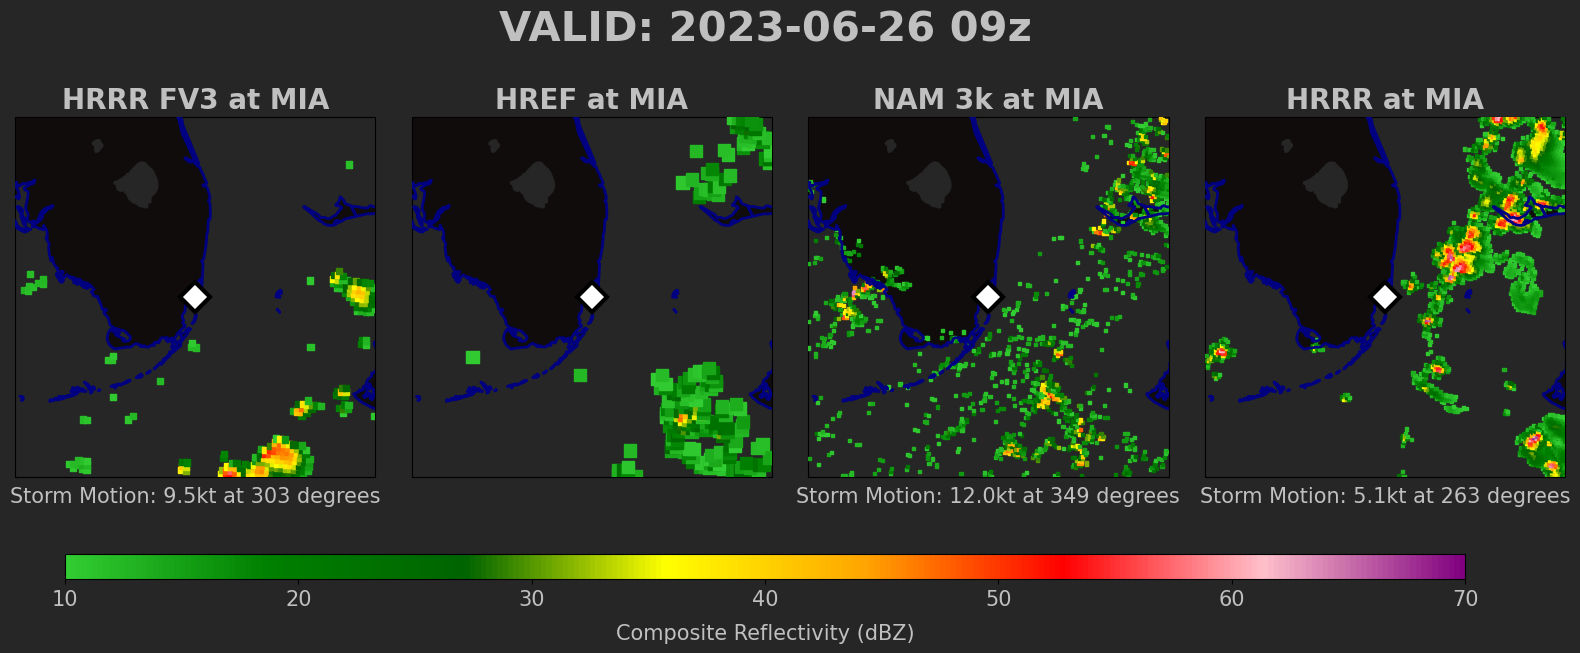 VALID: 2023-06-26 09z
HRRR FV3 at MIA
HREF at MIA
NAM 3k at MIA
HRRR at MIA
Storm Motion: 9.5kt at 303 degrees
Storm Motion: 12.0kt at 349 degrees
Storm Motion: 5.1kt at 263 degrees
10 20 30 40 50 60 70
Composite Reflectivity (dBZ)